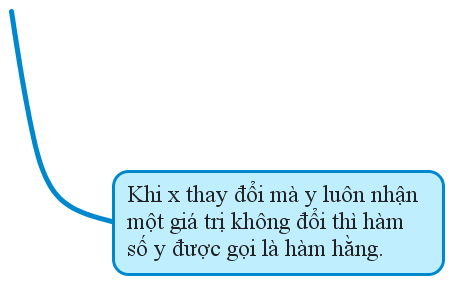 Khi x thay đổi mà y luôn nhận
một giá trị không đổi thì hàm
số y được gọi là hàm hằng.